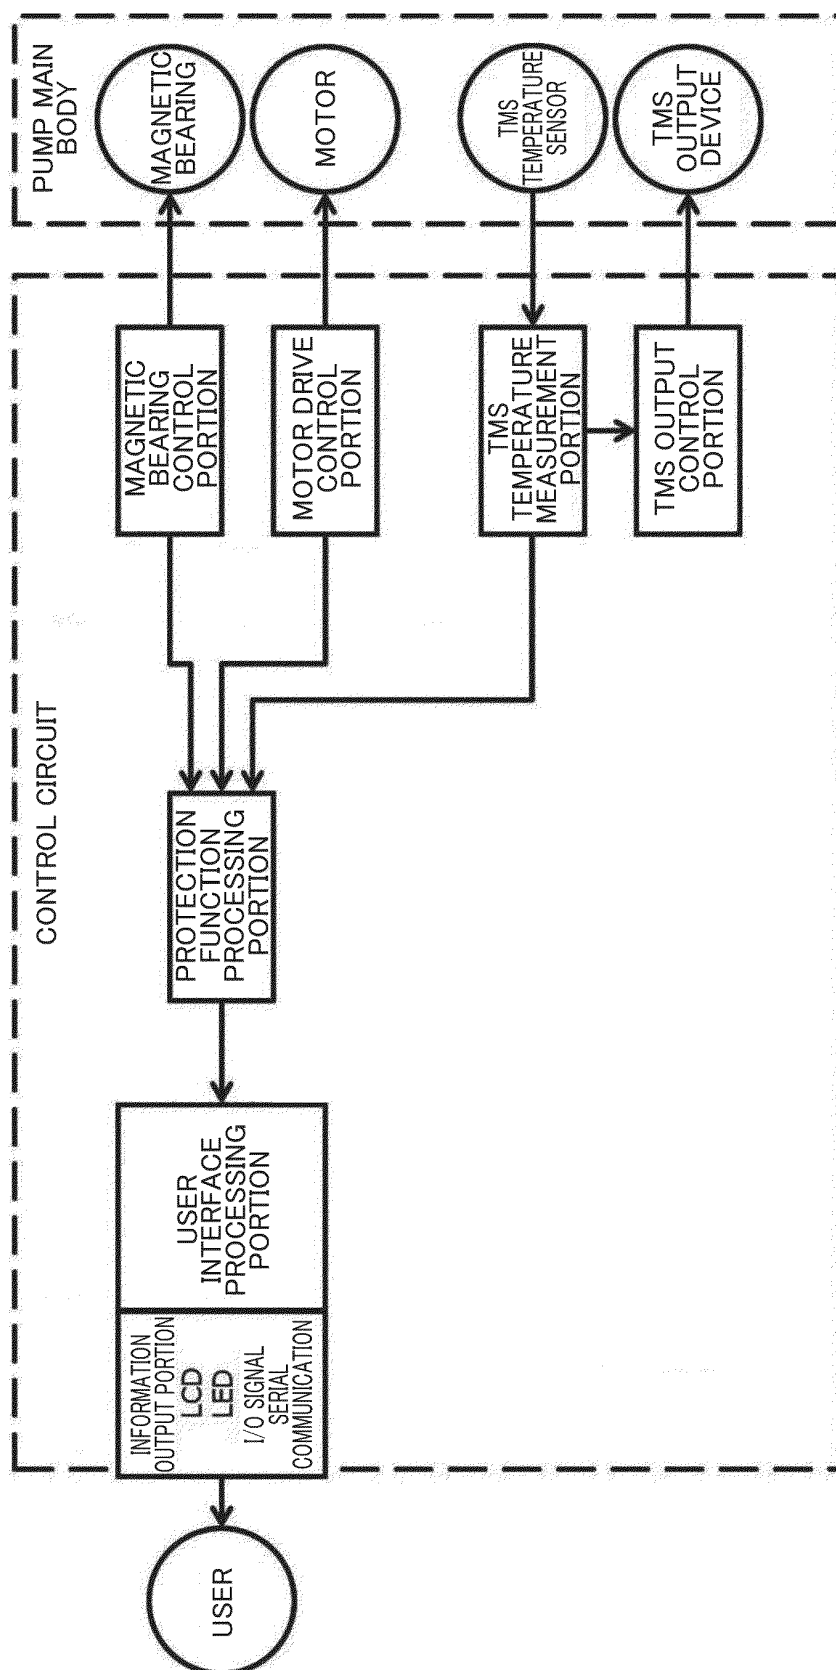 PUMP MAIN
BODY
MAGNETIC
BEARING
MOTOR
TMS
TEMPERATURE
SENSOR
TMS
OUTPUT
DEVICE
CONTROL CIRCUIT
MAGNETIC
BEARING
CONTROL
PORTION
MOTOR DRIVE
CONTROL
PORTION
TMS
TEMPERATURE
MEASUREMENT
PORTION
TMS OUTPUT
CONTROL
PORTION
PROTECTION
FUNCTION
PROCESSING
PORTION
USER
INTERFACE
PROCESSING
PORTION
INFORMATION
OUTPUT PORTION
LCD
LED
I/O SIGNAL
SERIAL
COMMUNICATION
USER